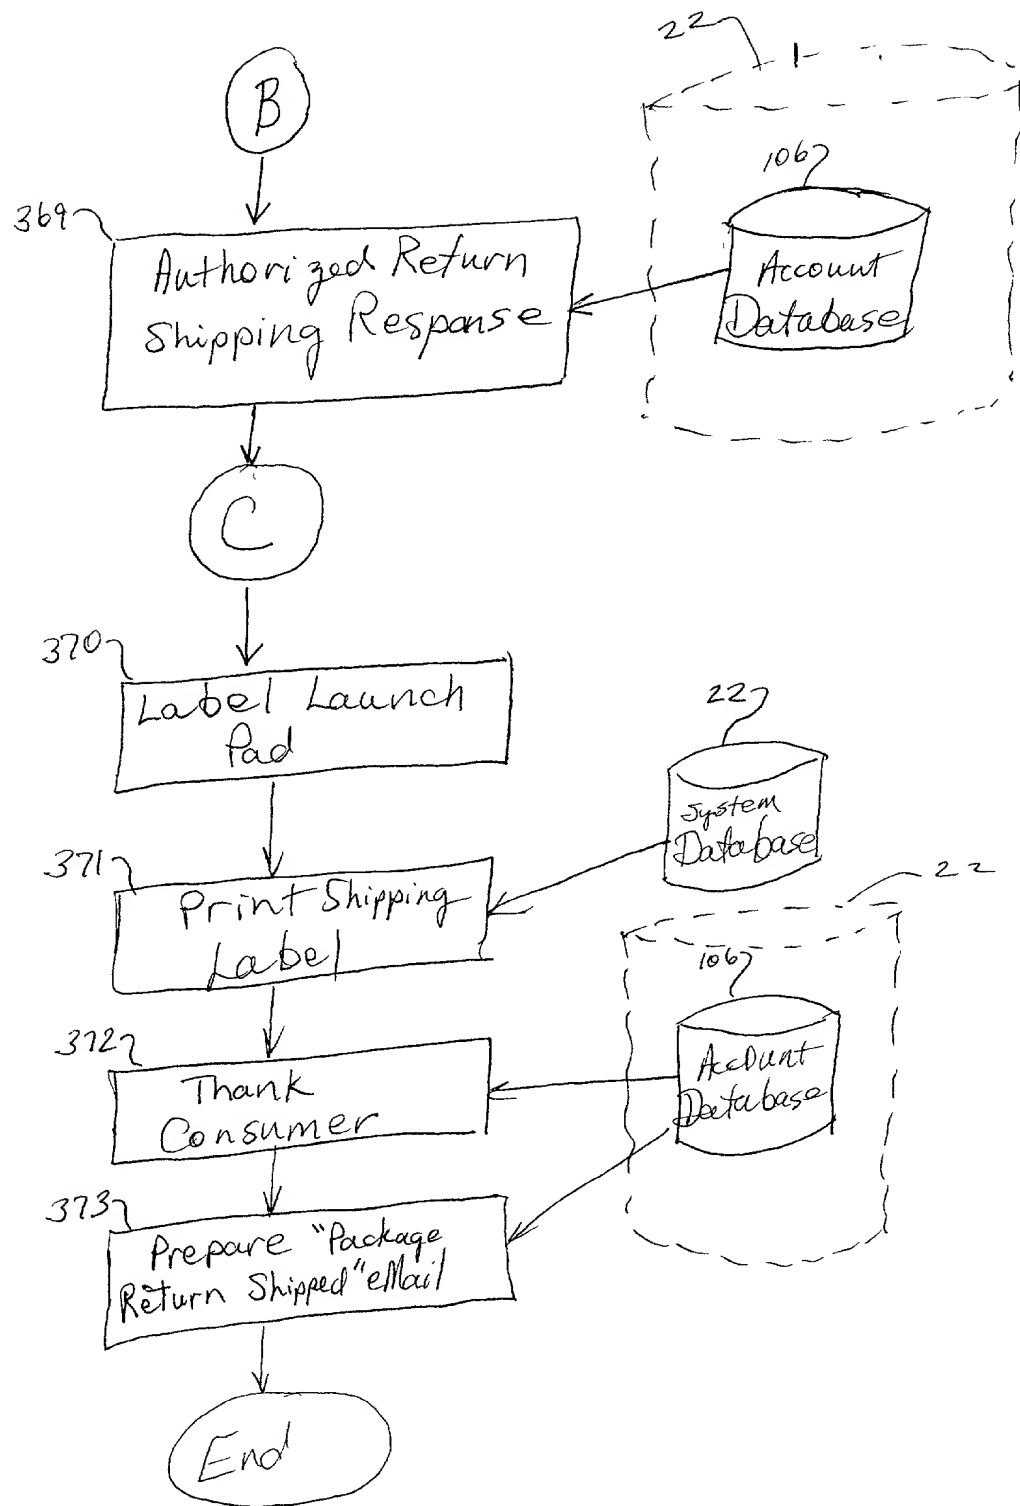 22
B
106
369
Authorized Return
Shipping Response
Account
Database
C
370
Label Launch
Pad
22
System
Database
371
Print Shipping
Label
22
106
372
Thank
Consumer
Account
Database
373
Prepare "Package
Return Shipped" eMail
End